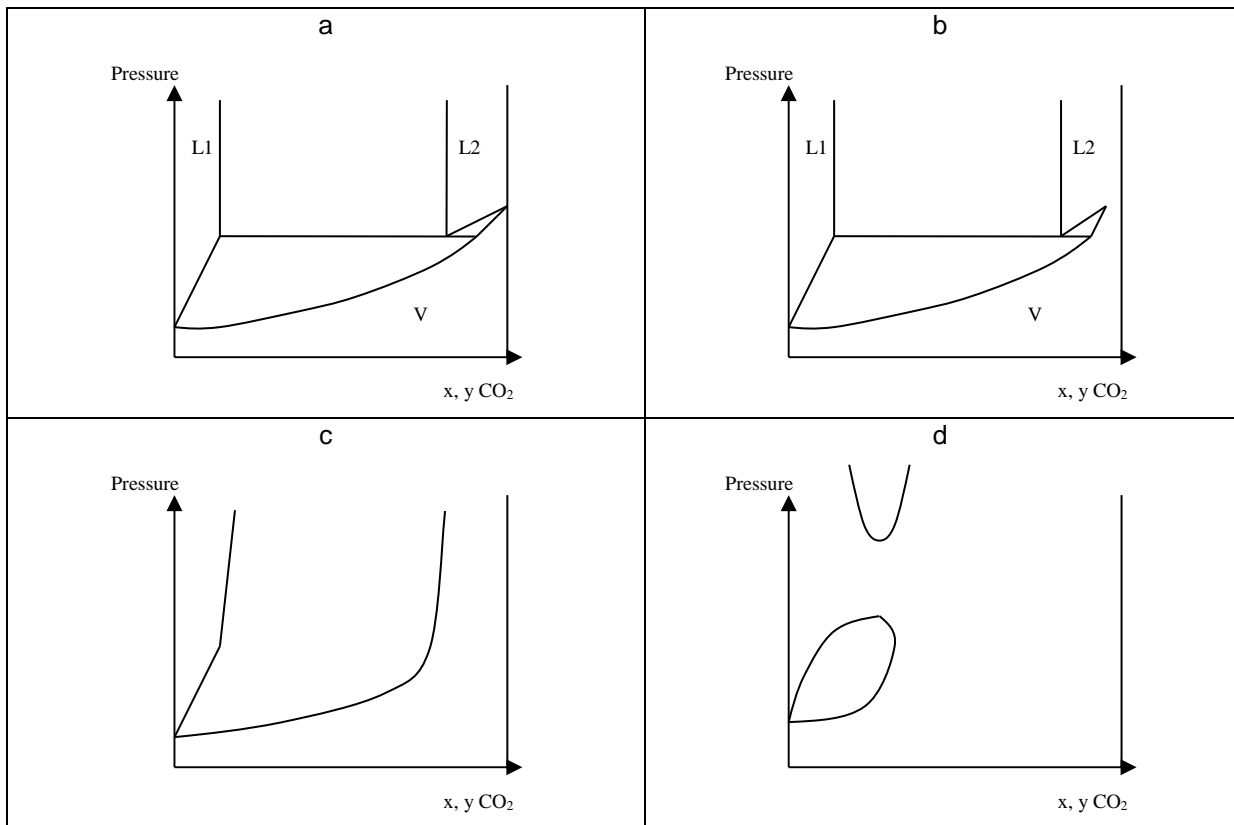 a
Pressure
L1
L2
V
x, y CO₂
b
Pressure
L1
L2
V
x, y CO₂
c
Pressure
x, y CO₂
d
Pressure
x, y CO₂